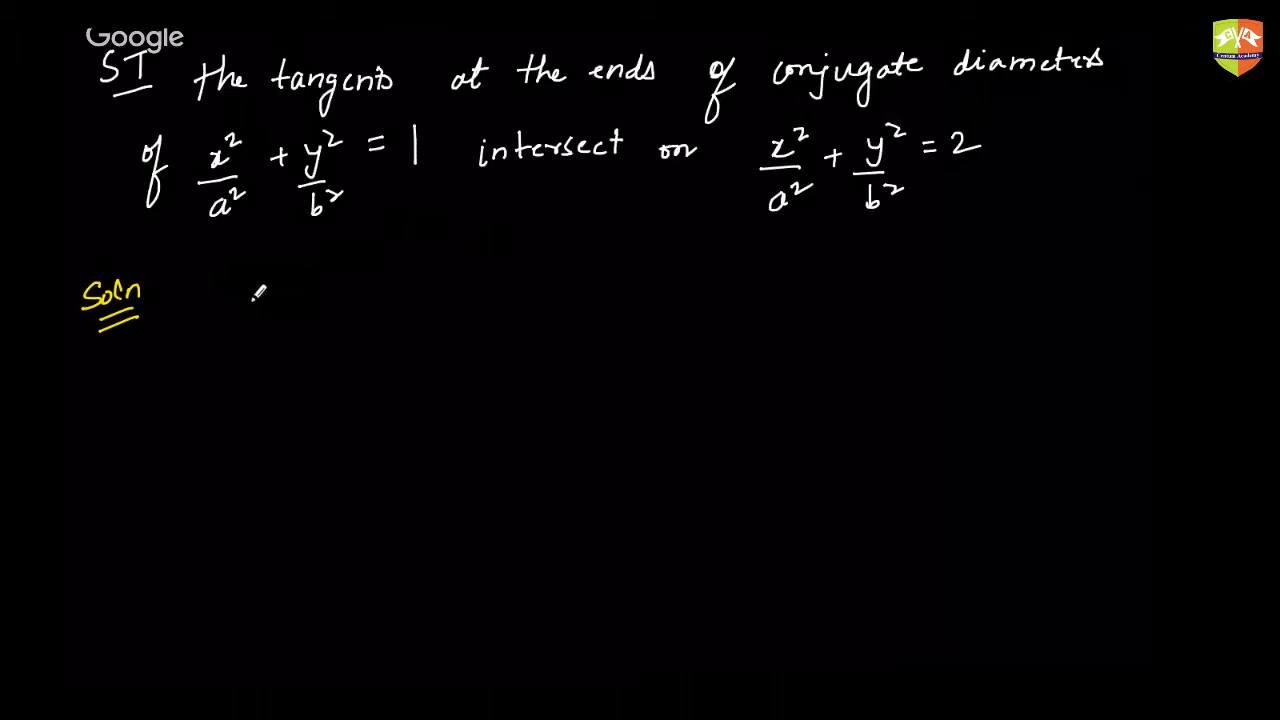 Google
ST the tangents at the ends of conjugate diameters
of x²/a² + y²/b² = 1 intersect on x²/a² + y²/b² = 2
Soln